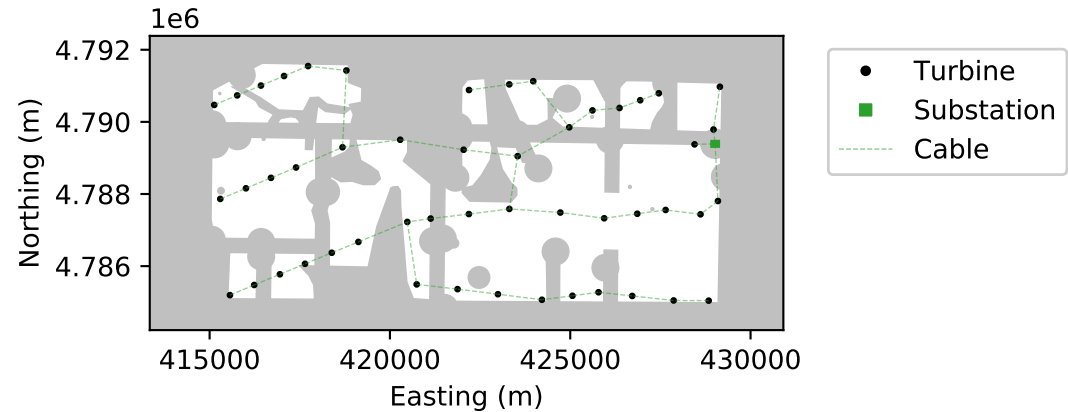 1e6
4.792
4.790
4.788
4.786
Northing (m)
415000 420000 425000 430000
Easting (m)
Turbine
Substation
Cable